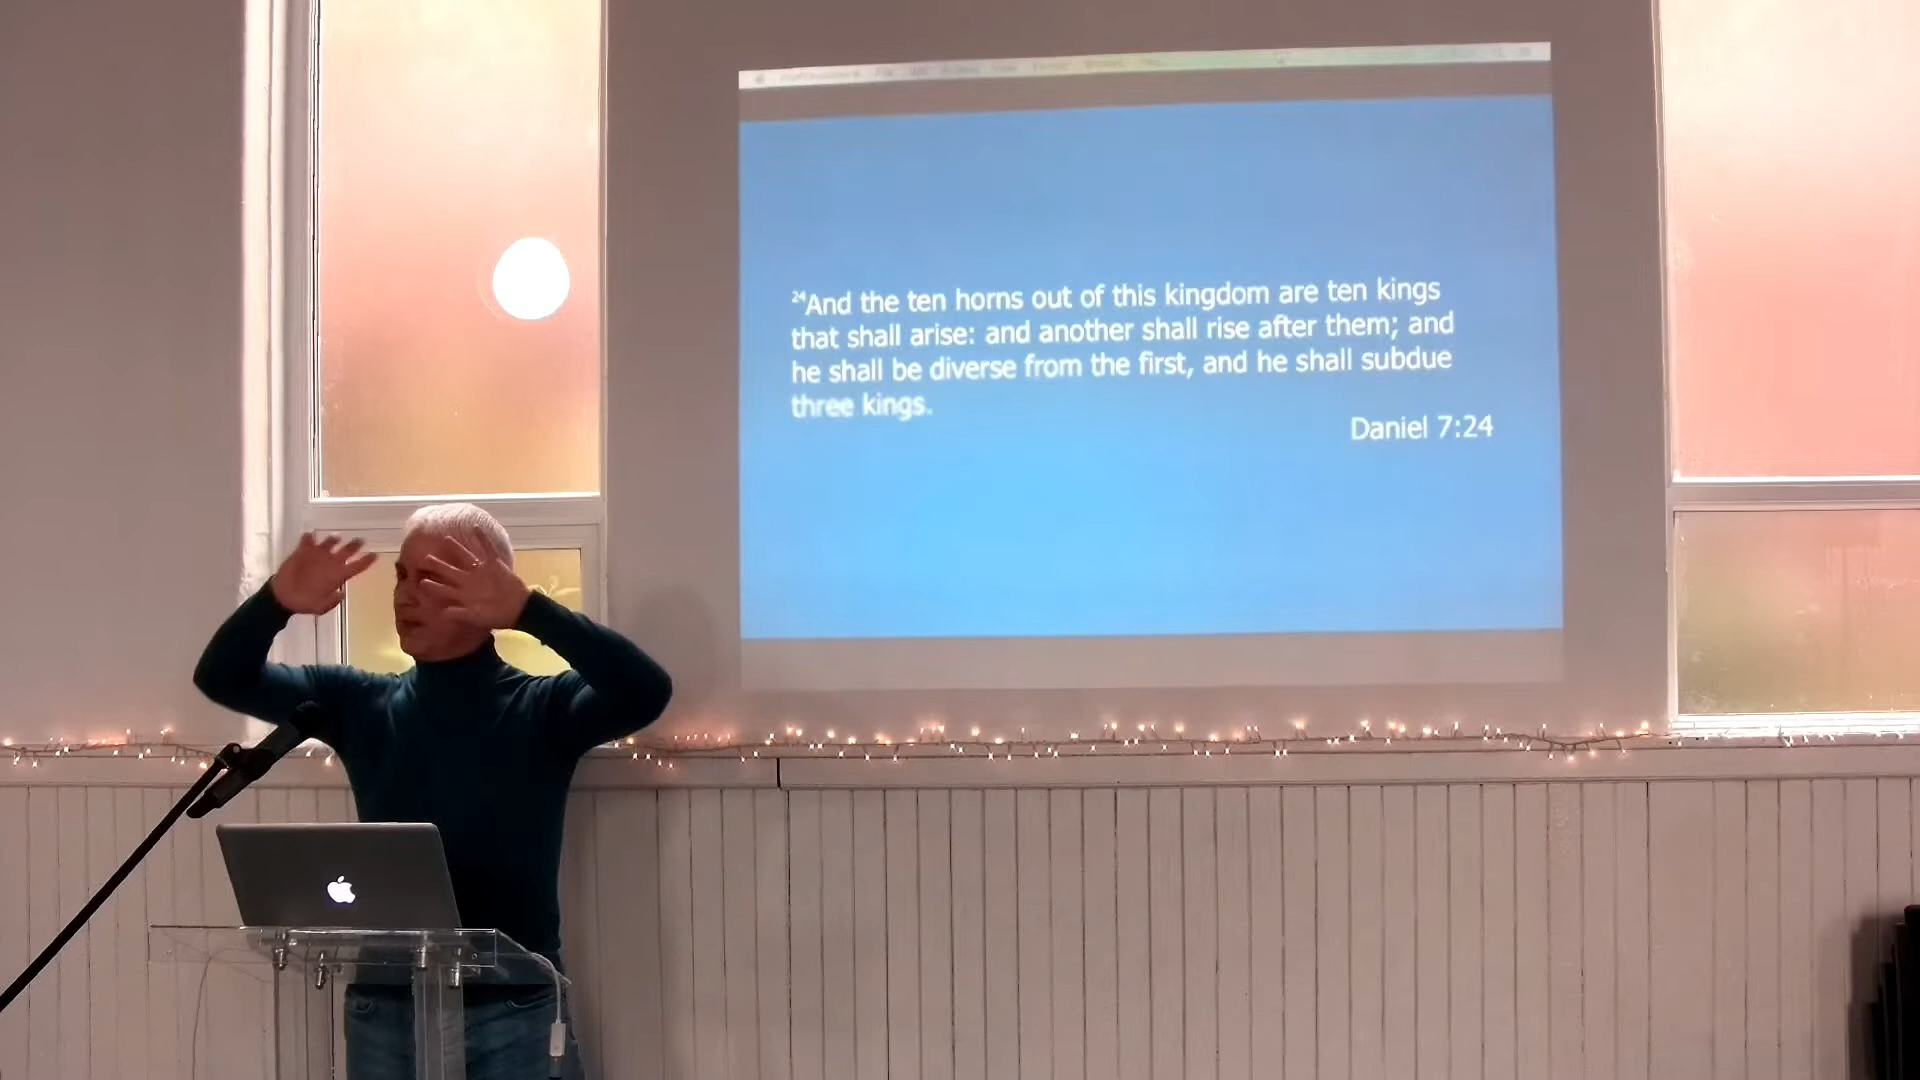 ²⁴And the ten horns out of this kingdom are ten kings
that shall arise: and another shall rise after them; and
he shall be diverse from the first, and he shall subdue
three kings.
Daniel 7:24